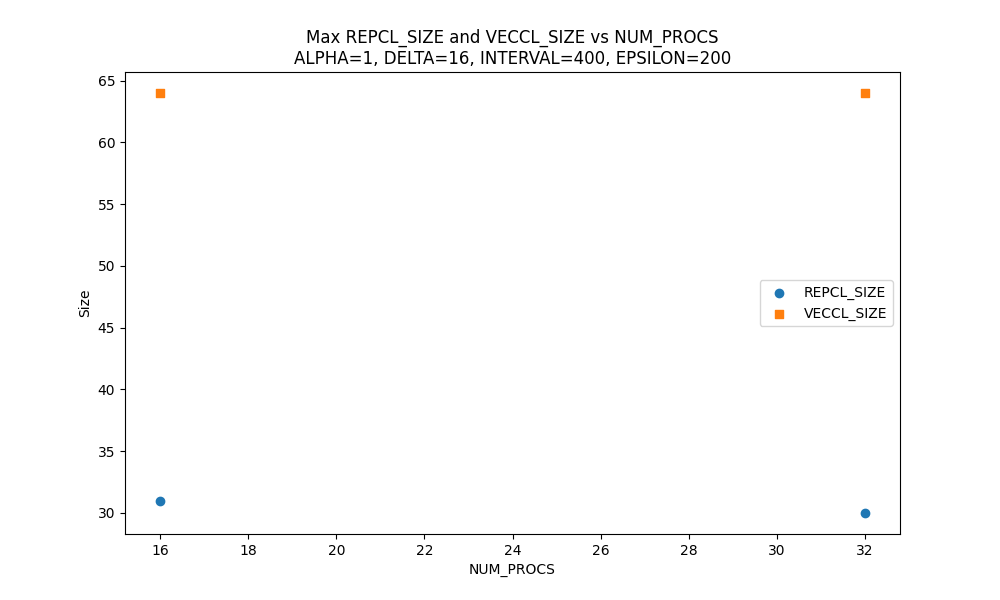 Max REPCL_SIZE and VECCL_SIZE vs NUM_PROCS
ALPHA=1, DELTA=16, INTERVAL=400, EPSILON=200
65
60
55
50
45
40
35
30
Size
REPCL_SIZE
VECCL_SIZE
16 18 20 22 24 26 28 30 32
NUM_PROCS